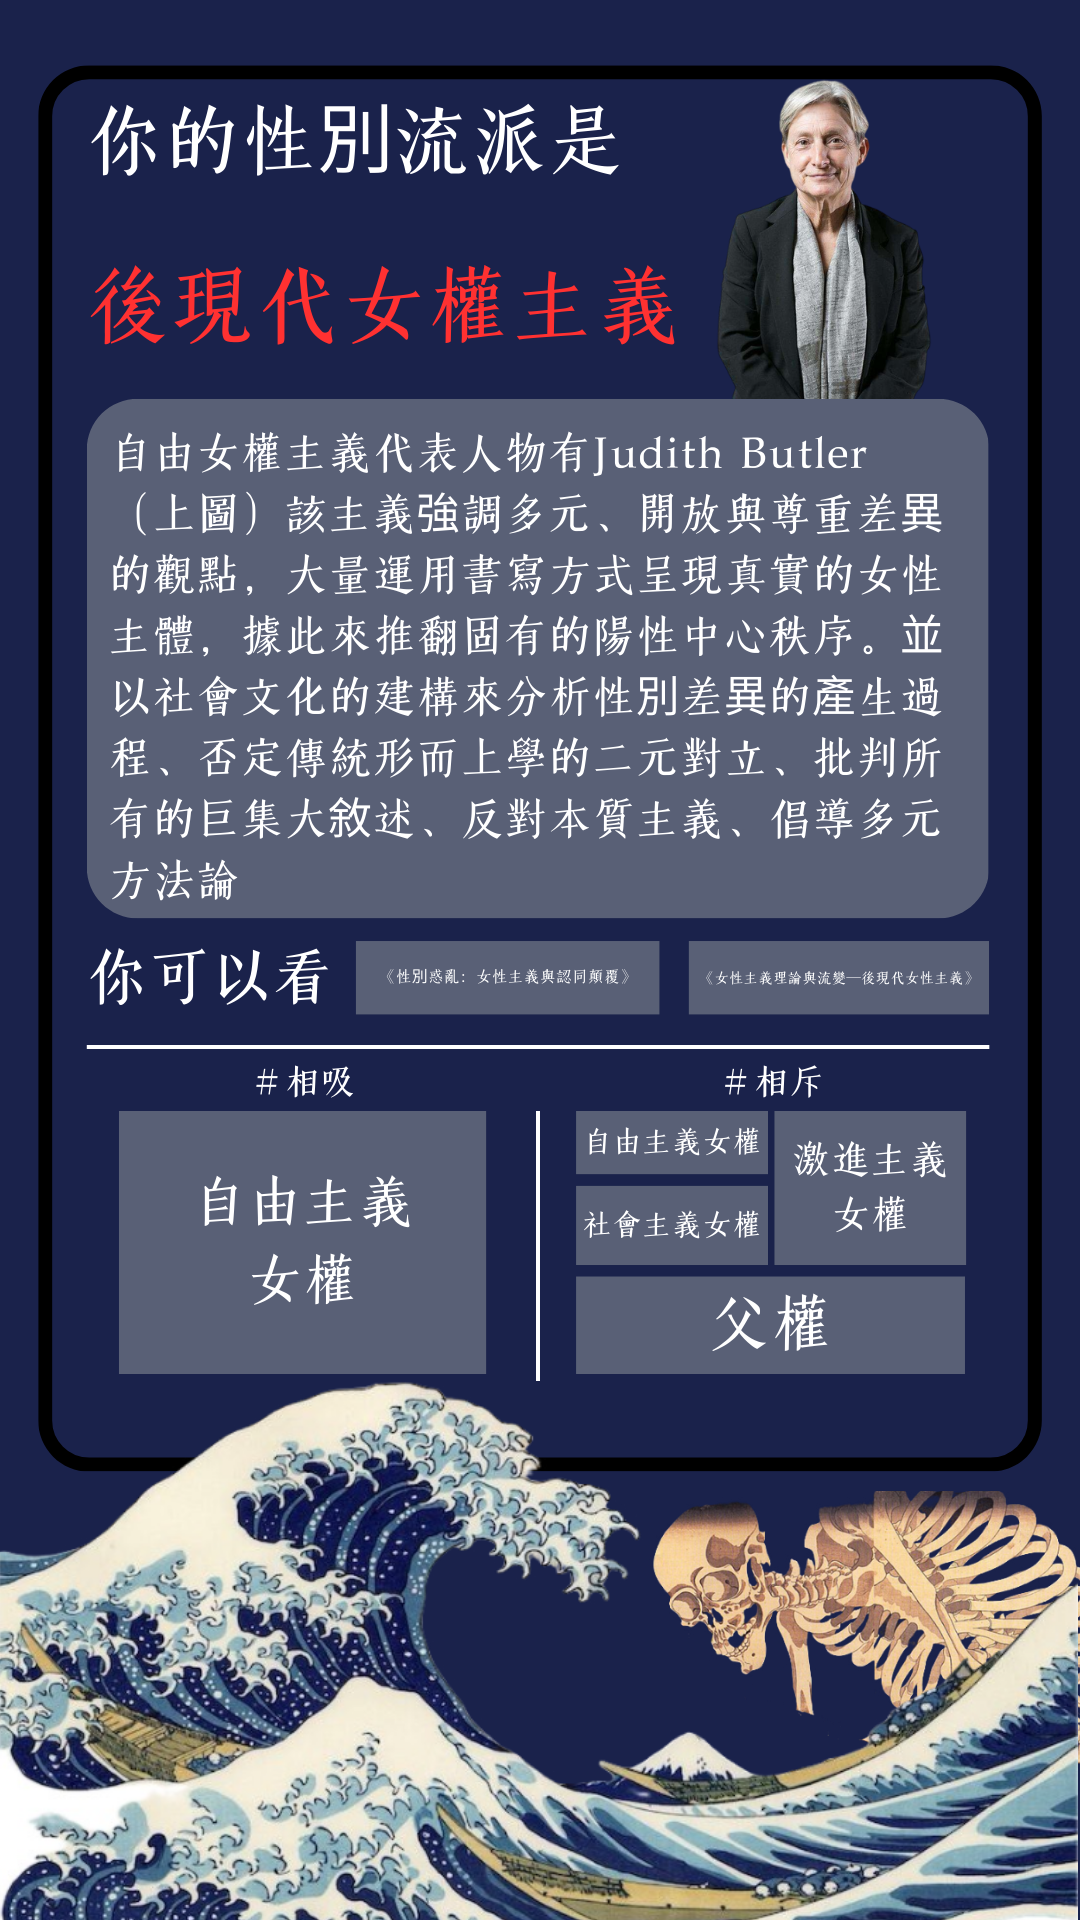 你的性別流派是
後現代女權主義
自由女權主義代表人物有Judith Butler
（上圖）該主義強調多元、開放與尊重差異
的觀點，大量運用書寫方式呈現真實的女性
主體，據此來推翻固有的陽性中心秩序。並
以社會文化的建構來分析性別差異的產生過
程、否定傳統形而上學的二元對立、批判所
有的巨集大敘述、反對本質主義、倡導多元
方法論
你可以看
《性別惑亂：女性主義與認同顛覆》
《女性主義理論與流變—後現代女性主義》
＃相吸
自由主義
女權
＃相斥
自由主義女權
社會主義女權
激進主義
女權
父權